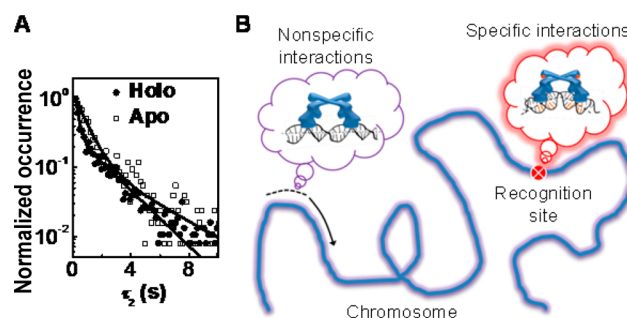 A
Normalized occurrence
10⁰
10⁻¹
10⁻²
Holo
Apo
0
4
8
τ₂ (s)
B
Nonspecific
interactions
Specific interactions
Recognition
site
Chromosome